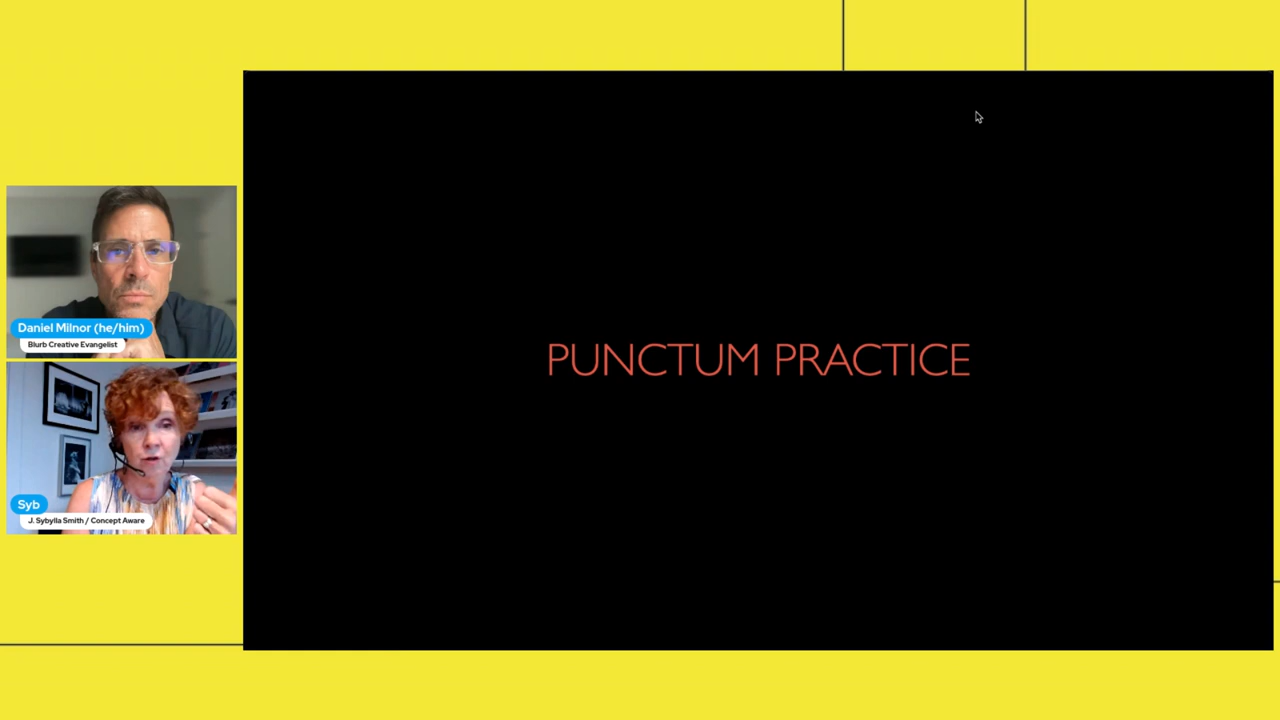 Daniel Milnor (he/him)
Blurb Creative Evangelist
Syb
J. Sybylla Smith / Concept Aware
PUNCTUM PRACTICE